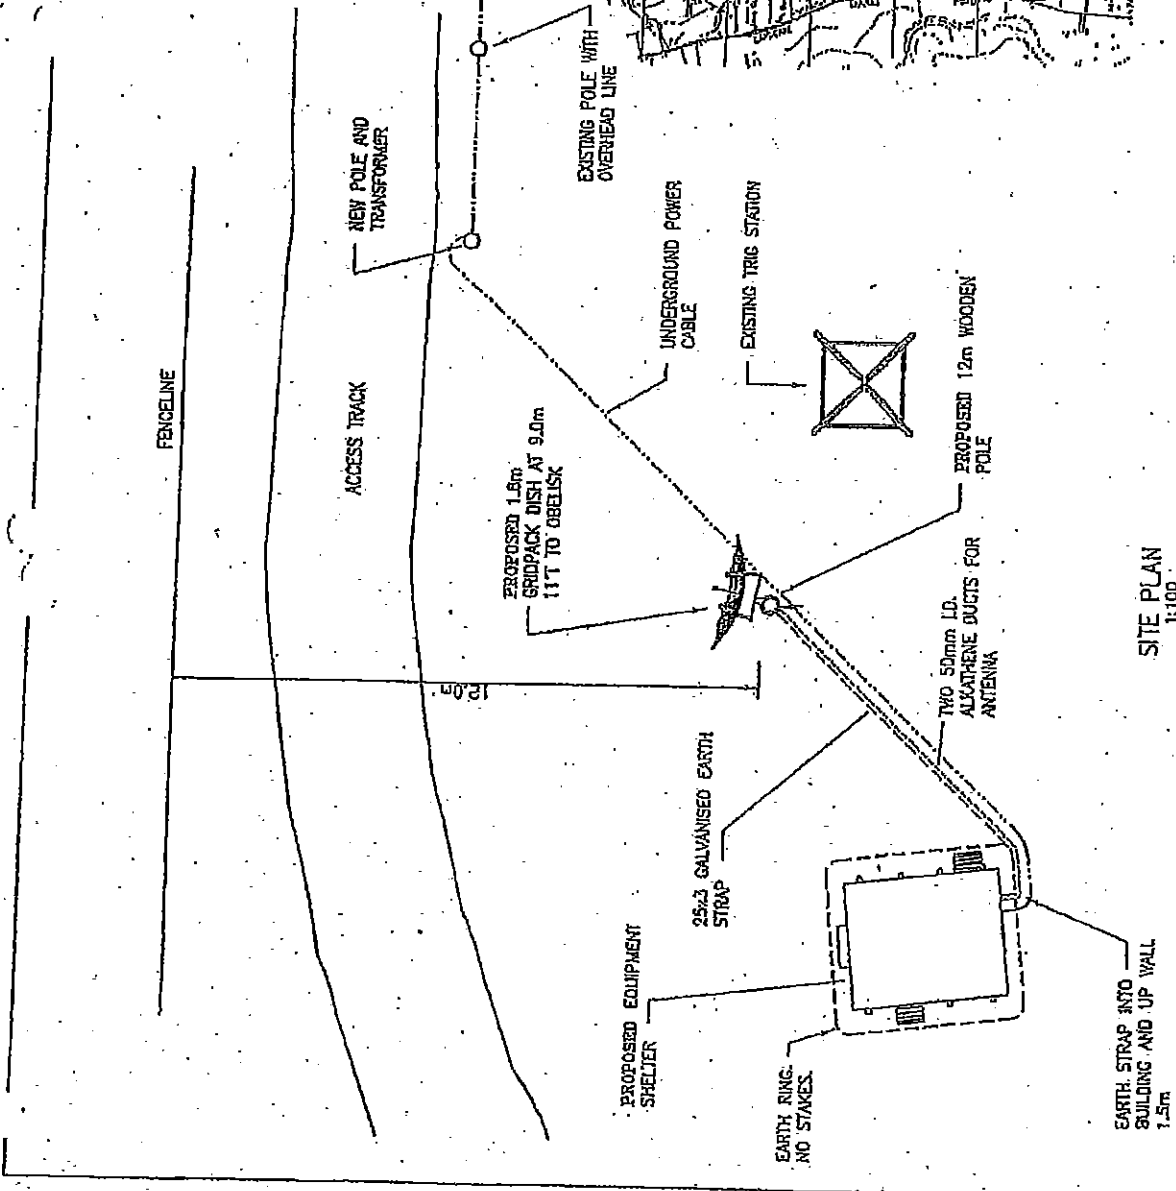 FENCELINE
ACCESS TRACK
NEW POLE AND
TRANSFORMER
EXISTING POLE WITH
OVERHEAD LINE
UNDERGROUND POWER
CABLE
EXISTING TRIG STATION
PROPOSED 1.8m
GRIDPACK DISH AT 9.0m
11°T TO OBELISK
12.0m
PROPOSED 12m WOODEN
POLE
TWO 50mm I.D.
ALKATHENE DUCTS FOR
ANTENNA
25x3 GALVANISED EARTH
STRAP
PROPOSED EQUIPMENT
SHELTER
EARTH RING.
NO STAKES.
EARTH STRAP INTO
BUILDING AND UP WALL
1.5m
SITE PLAN
1:100